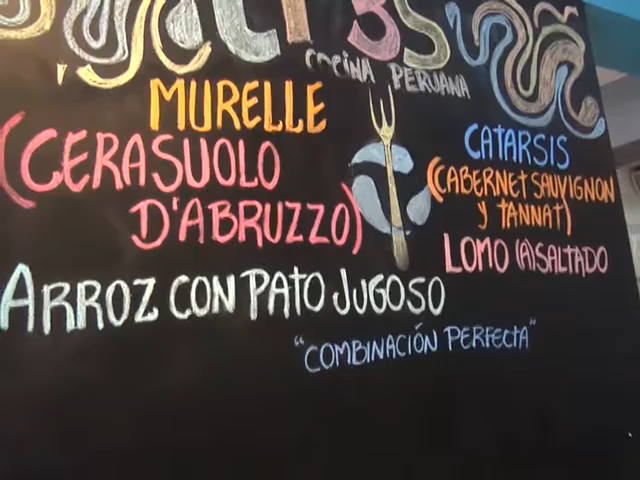 COCINA PERUANA
MURELLE
(CERASUOLO
D'ABRUZZO)
ARROZ CON PATO JUGOSO
CATARSIS
(CABERNET SAUVIGNON
Y TANNAT)
LOMO (A)SALTADO
"COMBINACIÓN PERFECTA"